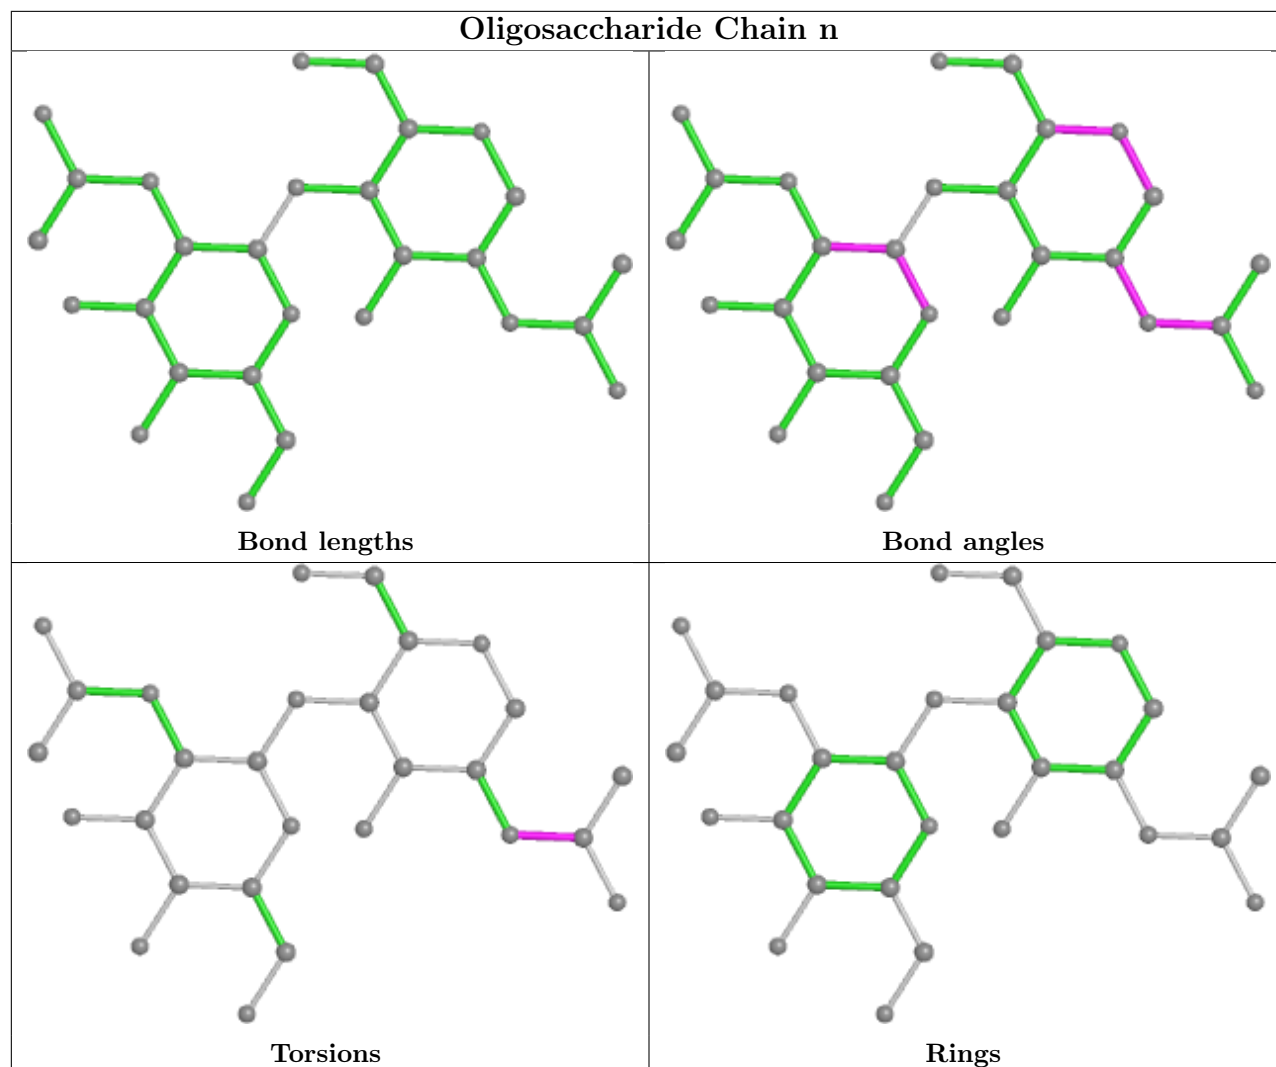 Oligosaccharide Chain n
Bond lengths
Bond angles
Torsions
Rings